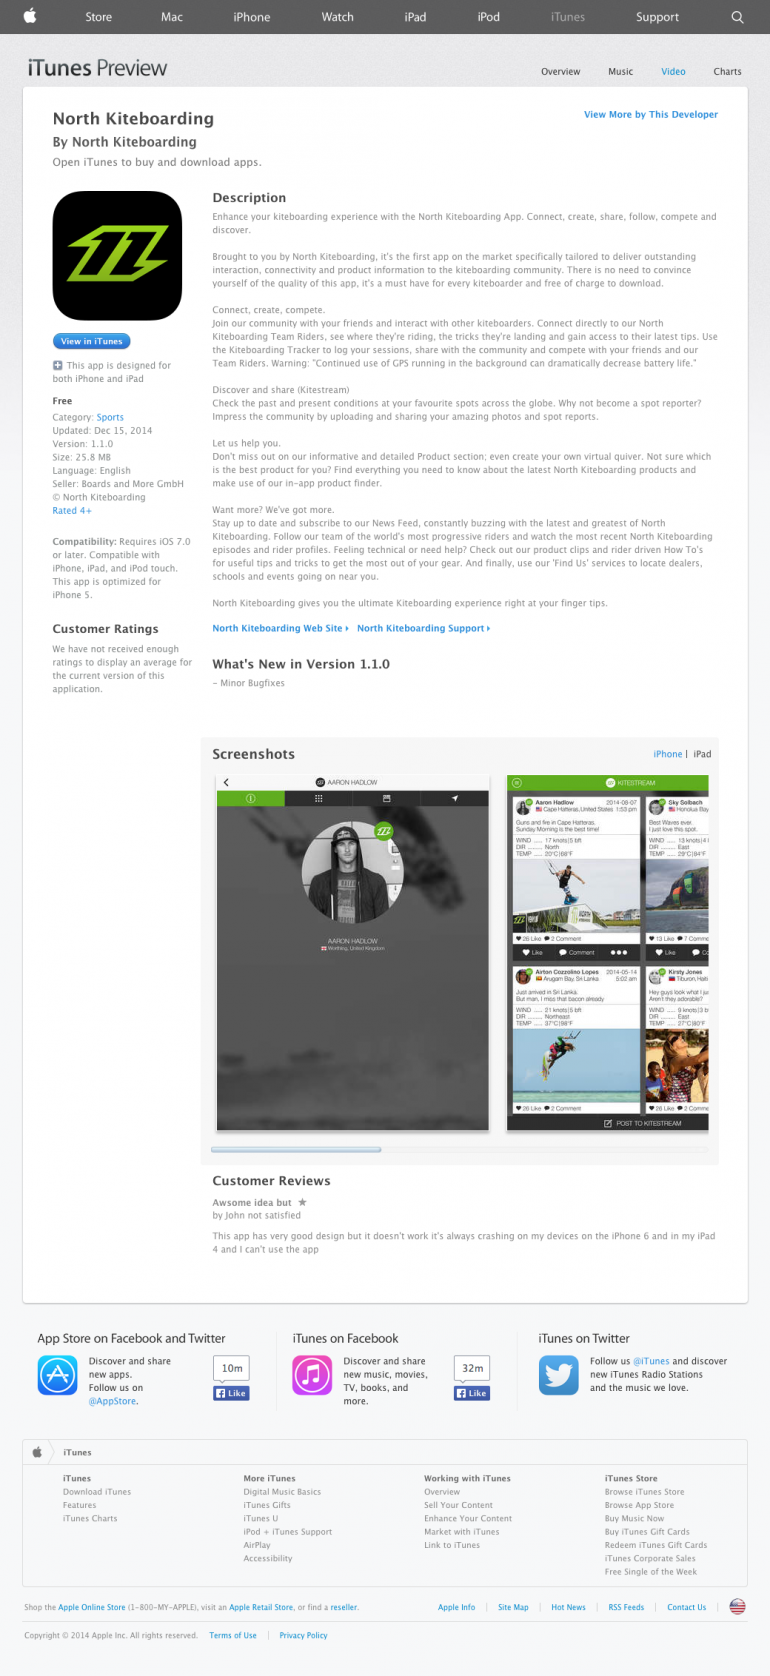 Store
Mac
iPhone
Watch
iPad
iPod
iTunes
Support
iTunes Preview
Overview
Music
Video
Charts
North Kiteboarding
By North Kiteboarding
Open iTunes to buy and download apps.
View More by This Developer
View in iTunes
This app is designed for
both iPhone and iPad
Free
Category: Sports
Updated: Dec 15, 2014
Version: 1.1.0
Size: 25.8 MB
Language: English
Seller: Boards and More GmbH
© North Kiteboarding
Rated 4+
Compatibility: Requires iOS 7.0
or later. Compatible with
iPhone, iPad, and iPod touch.
This app is optimized for
iPhone 5.
Customer Ratings
We have not received enough
ratings to display an average for
the current version of this
application.
Description
Enhance your kiteboarding experience with the North Kiteboarding App. Connect, create, share, follow, compete and
discover.
Brought to you by North Kiteboarding, it's the first app on the market specifically tailored to deliver outstanding
interaction, connectivity and product information to the kiteboarding community. There is no need to convince
yourself of the quality of this app, it's a must have for every kiteboarder and free of charge to download.
Connect, create, compete.
Join our community with your friends and interact with other kiteboarders. Connect directly to our North
Kiteboarding Team Riders, see where they're riding, the tricks they're landing and gain access to their latest tips. Use
the Kiteboarding Tracker to log your sessions, share with the community and compete with your friends and our
Team Riders. Warning: "Continued use of GPS running in the background can dramatically decrease battery life."
Discover and share (Kitestream)
Check the past and present conditions at your favourite spots across the globe. Why not become a spot reporter?
Impress the community by uploading and sharing your amazing photos and spot reports.
Let us help you.
Don't miss out on our informative and detailed Product section; even create your own virtual quiver. Not sure which
is the best product for you? Find everything you need to know about the latest North Kiteboarding products and
make use of our in-app product finder.
Want more? We've got more.
Stay up to date and subscribe to our News Feed, constantly buzzing with the latest and greatest of North
Kiteboarding. Follow our team of the world's most progressive riders and watch the most recent North Kiteboarding
episodes and rider profiles. Feeling technical or need help? Check out our product clips and rider driven How To's
for useful tips and tricks to get the most out of your gear. And finally, use our 'Find Us' services to locate dealers,
schools and events going on near you.
North Kiteboarding gives you the ultimate Kiteboarding experience right at your finger tips.
North Kiteboarding Web Site
North Kiteboarding Support
What's New in Version 1.1.0
- Minor Bugfixes
Screenshots
iPhone | iPad
AARON HADLOW
AARON HADLOW
Worthing, United Kingdom
KITESTREAM
Aaron Hadlow 2014-08-07
Cape Hatteras, United States 1:53 pm
Guns and fire in Cape Hatteras.
Sunday Morning is the best time!
WIND ..... 17 knots|5 bft
DIR ........ North
TEMP .... 20°C|68°F
26 Like 2 Comment
Like Comment
Sky Solbach
Honolua Bay
Best Waves ever.
I just love this spot.
WIND ..... 13 knots|4
DIR ........ East
TEMP .... 29°C|84°F
13 Like 7 Comme
Like Co
Airton Cozzolino Lopes 2014-05-14
Arugam Bay, Sri Lanka 5:02 am
Just arrived in Sri Lanka.
But man, I miss that bacon already
WIND ..... 21 knots|5 bft
DIR ........ Northeast
TEMP .... 37°C|98°F
26 Like 2 Comment
Kirsty Jones
Tiburon, Haiti
Hey guys look what I ju
Aren't they adorable?
WIND ..... 9 knots|3 b
DIR ........ East
TEMP .... 27°C|80°F
26 Like 2 Comme
POST TO KITESTREAM
Customer Reviews
Awsome idea but ★
by John not satisfied
This app has very good design but it doesn't work it's always crashing on my devices on the iPhone 6 and in my iPad
4 and I can't use the app
App Store on Facebook and Twitter
Discover and share
new apps.
Follow us on
@AppStore.
10m
Like
iTunes on Facebook
Discover and share
new music, movies,
TV, books, and
more.
32m
Like
iTunes on Twitter
Follow us @iTunes and discover
new iTunes Radio Stations
and the music we love.
iTunes
iTunes
Download iTunes
Features
iTunes Charts
More iTunes
Digital Music Basics
iTunes Gifts
iTunes U
iPod + iTunes Support
AirPlay
Accessibility
Working with iTunes
Overview
Sell Your Content
Enhance Your Content
Market with iTunes
Link to iTunes
iTunes Store
Browse iTunes Store
Browse App Store
Buy Music Now
Buy iTunes Gift Cards
Redeem iTunes Gift Cards
iTunes Corporate Sales
Free Single of the Week
Shop the Apple Online Store (1-800-MY-APPLE), visit an Apple Retail Store, or find a reseller.
Apple Info
Site Map
Hot News
RSS Feeds
Contact Us
Copyright © 2014 Apple Inc. All rights reserved.
Terms of Use
Privacy Policy